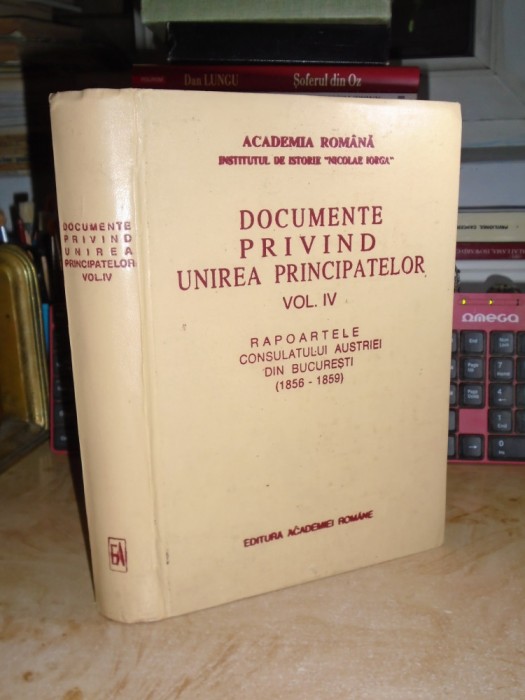 Dan LUNGU Șoferul din Oz
ACADEMIA ROMÂNĂ
INSTITUTUL DE ISTORIE "NICOLAE IORGA"
DOCUMENTE
PRIVIND
UNIREA PRINCIPATELOR
VOL. IV
RAPOARTELE
CONSULATULUI AUSTRIEI
DIN BUCUREȘTI
(1856 - 1859)
EDITURA ACADEMIEI ROMÂNE
DOCUMENTE
PRIVIND
UNIREA
PRINCIPATELOR
VOL. IV
EA
OMEGA